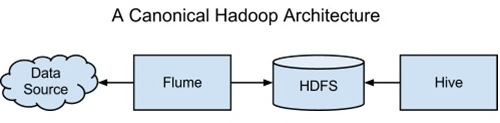 A Canonical Hadoop Architecture
Data
Source
Flume
HDFS
Hive